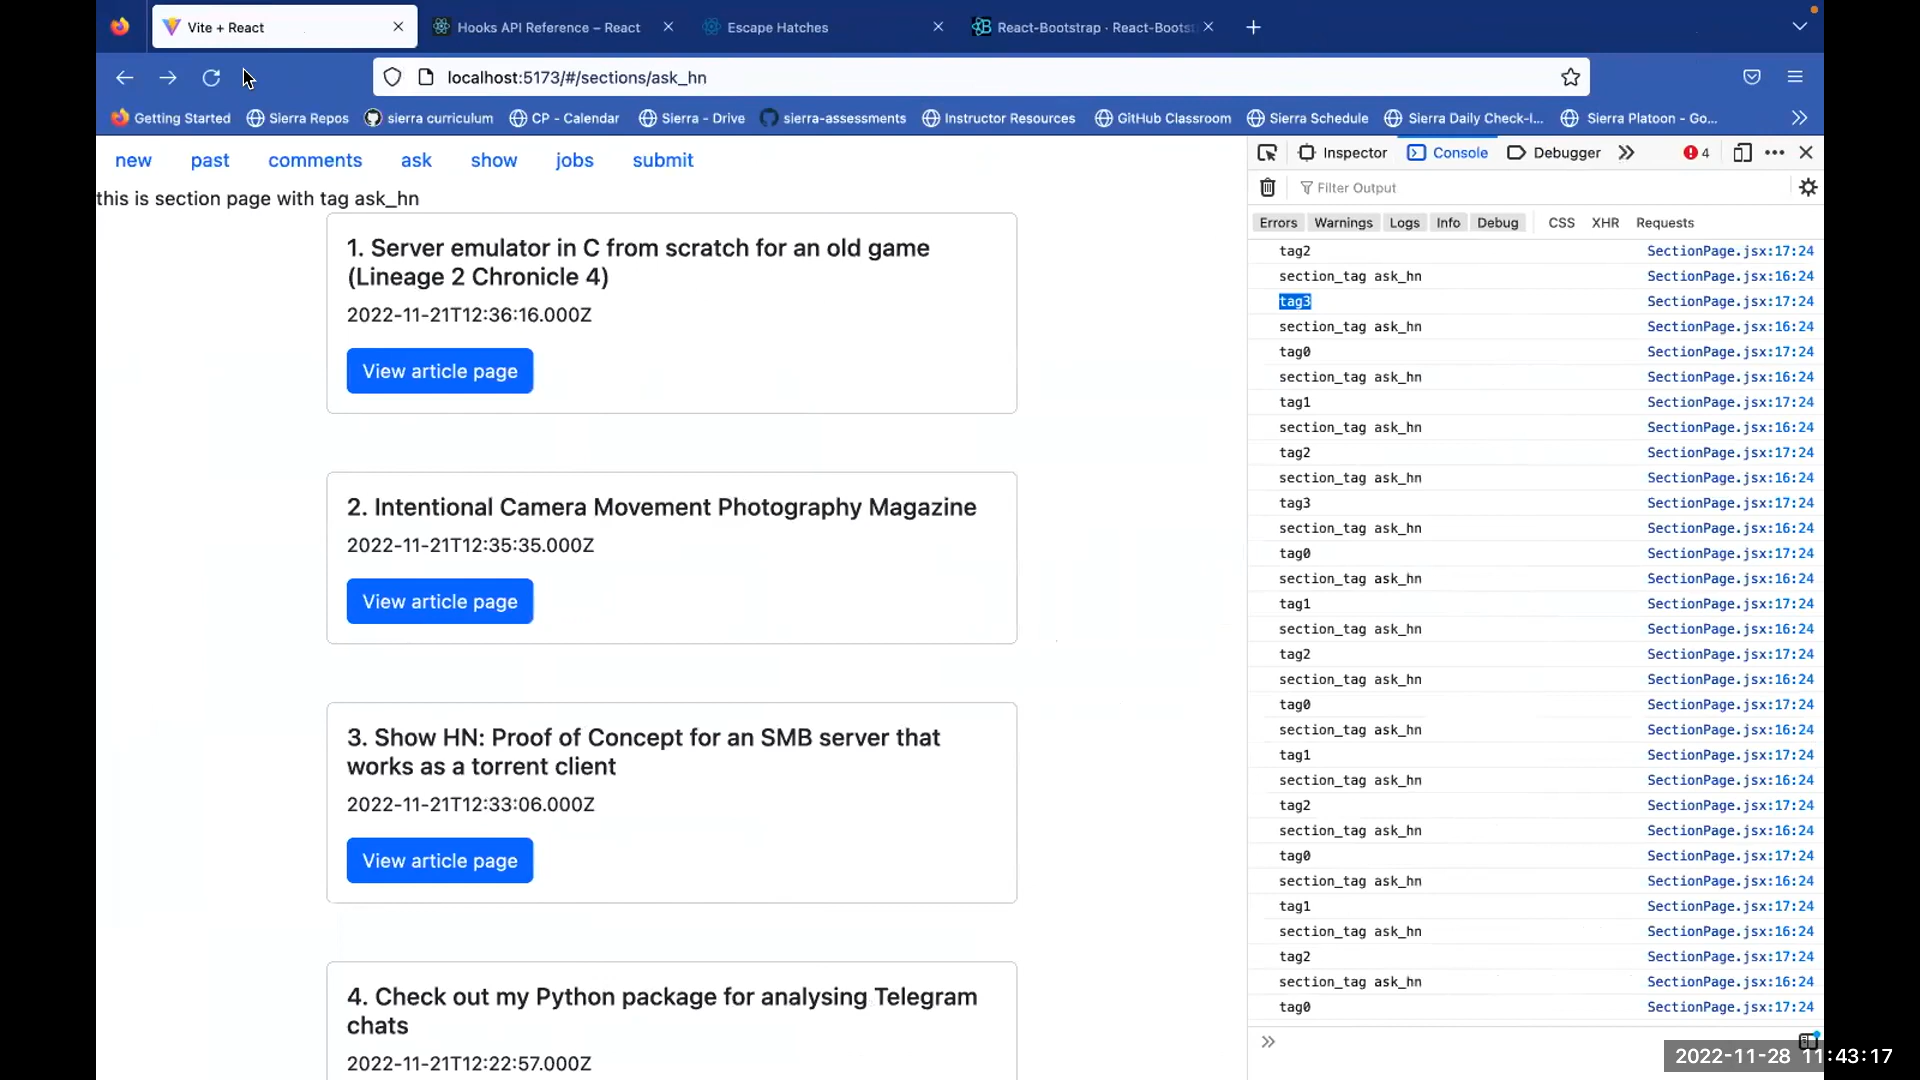 Vite + React
Hooks API Reference – React
Escape Hatches
React-Bootstrap · React-Boots
localhost:5173/#/sections/ask_hn
Getting Started
Sierra Repos
sierra curriculum
CP - Calendar
Sierra - Drive
sierra-assessments
Instructor Resources
GitHub Classroom
Sierra Schedule
Sierra Daily Check-I...
Sierra Platoon - Go...
new past comments ask show jobs submit
this is section page with tag ask_hn
1. Server emulator in C from scratch for an old game
(Lineage 2 Chronicle 4)
2022-11-21T12:36:16.000Z
View article page
2. Intentional Camera Movement Photography Magazine
2022-11-21T12:35:35.000Z
View article page
3. Show HN: Proof of Concept for an SMB server that
works as a torrent client
2022-11-21T12:33:06.000Z
View article page
4. Check out my Python package for analysing Telegram
chats
2022-11-21T12:22:57.000Z
Inspector Console Debugger 4
Filter Output
Errors Warnings Logs Info Debug CSS XHR Requests
tag2 SectionPage.jsx:17:24
section_tag ask_hn SectionPage.jsx:16:24
tag3 SectionPage.jsx:17:24
section_tag ask_hn SectionPage.jsx:16:24
tag0 SectionPage.jsx:17:24
section_tag ask_hn SectionPage.jsx:16:24
tag1 SectionPage.jsx:17:24
section_tag ask_hn SectionPage.jsx:16:24
tag2 SectionPage.jsx:17:24
section_tag ask_hn SectionPage.jsx:16:24
tag3 SectionPage.jsx:17:24
section_tag ask_hn SectionPage.jsx:16:24
tag0 SectionPage.jsx:17:24
section_tag ask_hn SectionPage.jsx:16:24
tag1 SectionPage.jsx:17:24
section_tag ask_hn SectionPage.jsx:16:24
tag2 SectionPage.jsx:17:24
section_tag ask_hn SectionPage.jsx:16:24
tag0 SectionPage.jsx:17:24
section_tag ask_hn SectionPage.jsx:16:24
tag1 SectionPage.jsx:17:24
section_tag ask_hn SectionPage.jsx:16:24
tag2 SectionPage.jsx:17:24
section_tag ask_hn SectionPage.jsx:16:24
tag0 SectionPage.jsx:17:24
section_tag ask_hn SectionPage.jsx:16:24
tag1 SectionPage.jsx:17:24
section_tag ask_hn SectionPage.jsx:16:24
tag2 SectionPage.jsx:17:24
section_tag ask_hn SectionPage.jsx:16:24
tag0 SectionPage.jsx:17:24
2022-11-28 11:43:17